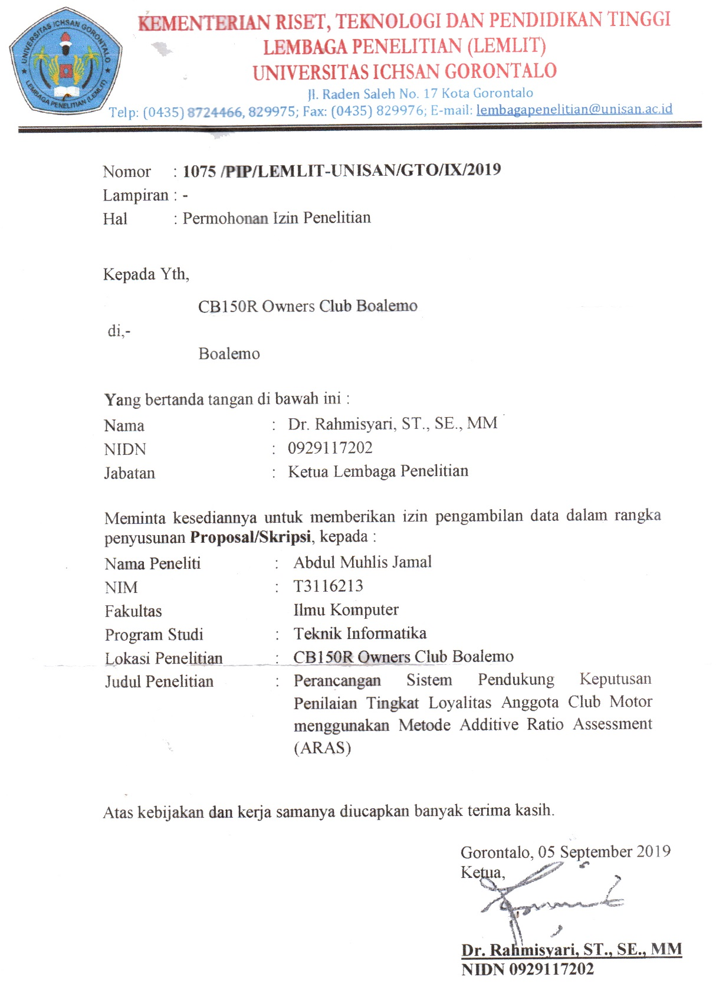 UNIVERSITAS ICHSAN GORONTALO
LEMBAGA PENELITIAN (LEMLIT)
KEMENTERIAN RISET, TEKNOLOGI DAN PENDIDIKAN TINGGI
LEMBAGA PENELITIAN (LEMLIT)
UNIVERSITAS ICHSAN GORONTALO
Jl. Raden Saleh No. 17 Kota Gorontalo
Telp: (0435) 8724466, 829975; Fax: (0435) 829976; E-mail: lembagapenelitian@unisan.ac.id
Nomor : 1075 /PIP/LEMLIT-UNISAN/GTO/IX/2019
Lampiran : -
Hal : Permohonan Izin Penelitian
Kepada Yth,
CB150R Owners Club Boalemo
di,-
Boalemo
Yang bertanda tangan di bawah ini :
Nama : Dr. Rahmisyari, ST., SE., MM
NIDN : 0929117202
Jabatan : Ketua Lembaga Penelitian
Meminta kesediannya untuk memberikan izin pengambilan data dalam rangka
penyusunan Proposal/Skripsi, kepada :
Nama Peneliti : Abdul Muhlis Jamal
NIM : T3116213
Fakultas Ilmu Komputer
Program Studi : Teknik Informatika
Lokasi Penelitian : CB150R Owners Club Boalemo
Judul Penelitian : Perancangan Sistem Pendukung Keputusan
Penilaian Tingkat Loyalitas Anggota Club Motor
menggunakan Metode Additive Ratio Assessment
(ARAS)
Atas kebijakan dan kerja samanya diucapkan banyak terima kasih.
Gorontalo, 05 September 2019
Ketua,
Dr. Rahmisyari, ST., SE., MM
NIDN 0929117202